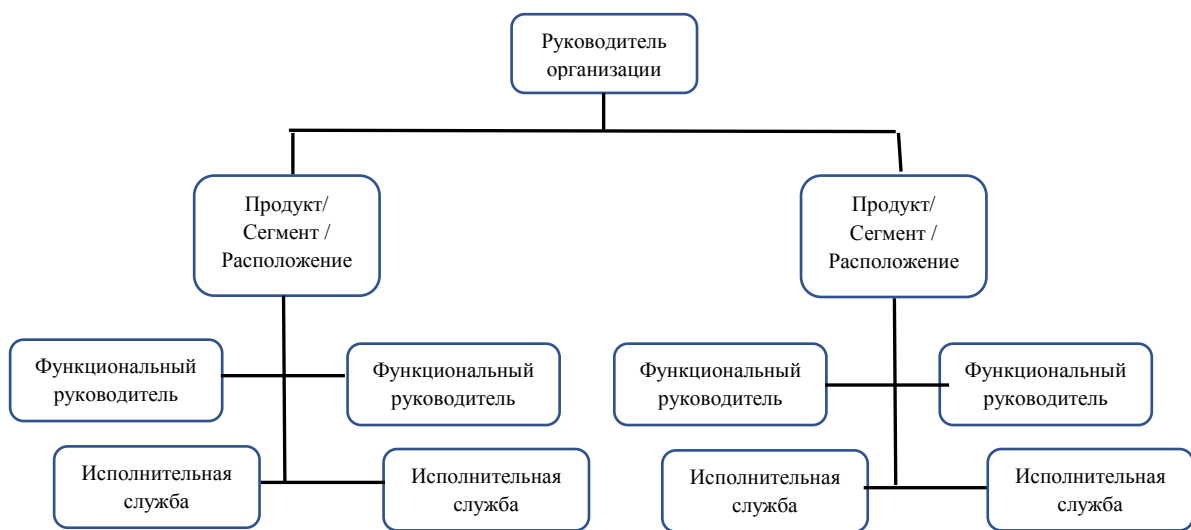 Руководитель
организации
Продукт/
Сегмент /
Расположение
Продукт/
Сегмент /
Расположение
Функциональный
руководитель
Функциональный
руководитель
Функциональный
руководитель
Функциональный
руководитель
Исполнительная
служба
Исполнительная
служба
Исполнительная
служба
Исполнительная
служба